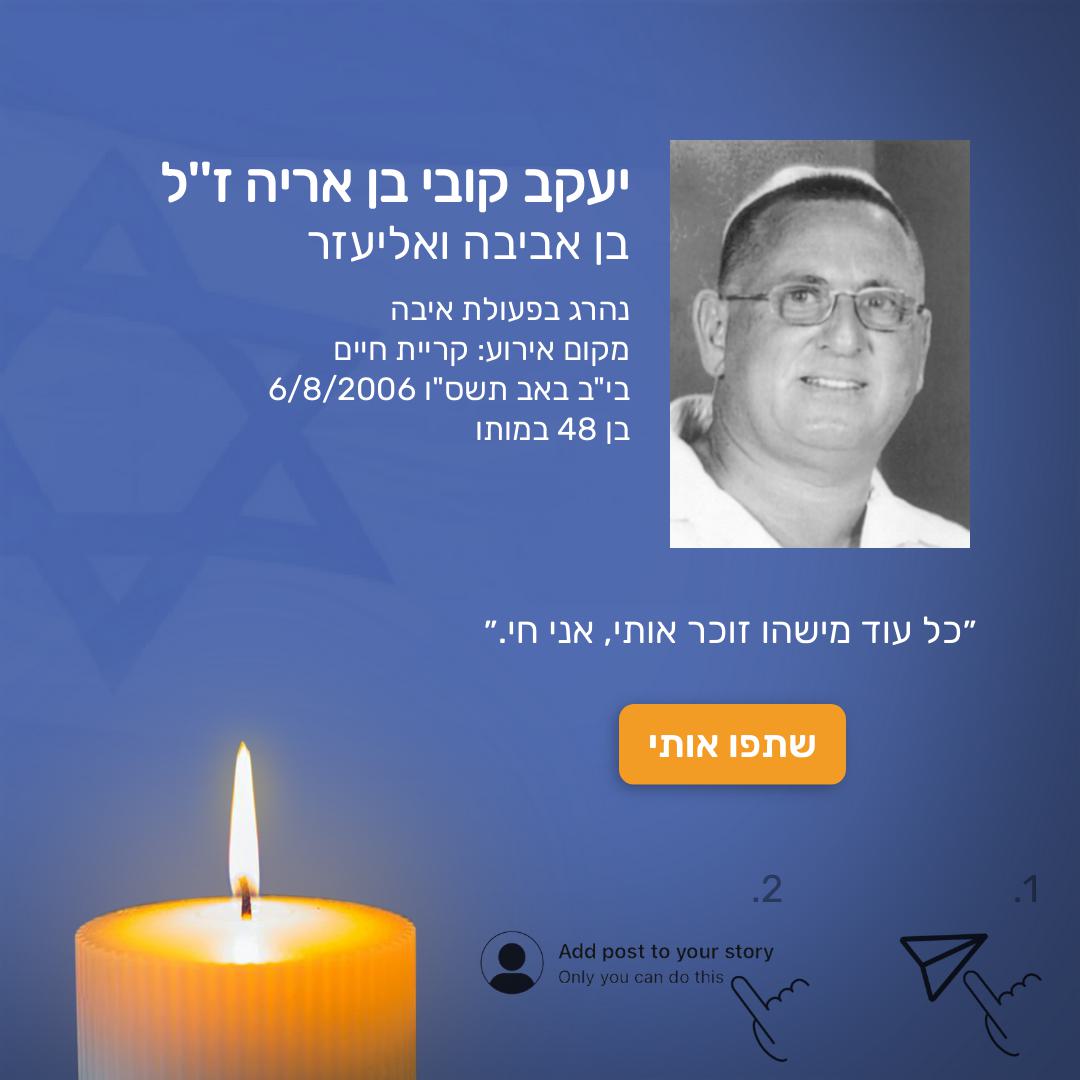 יעקב קובי בן אריה ז"ל
בן אביבה ואליעזר
נהרג בפעולת איבה
מקום אירוע: קריית חיים
בי"ב באב תשס"ו 6/8/2006
בן 48 במותו
״כל עוד מישהו זוכר אותי, אני חי.״
שתפו אותי
.1
.2
Add post to your story
Only you can do this